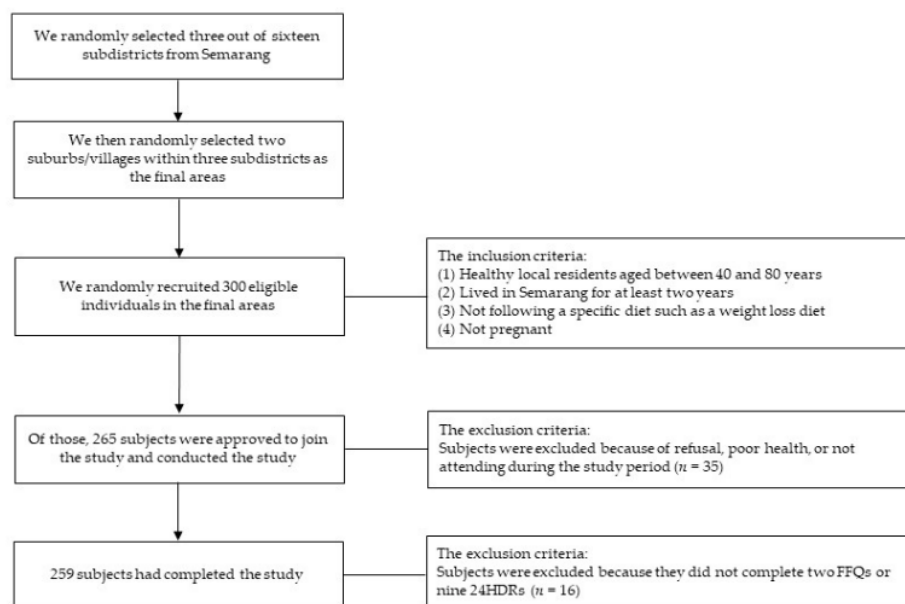 We randomly selected three out of sixteen
subdistricts from Semarang
We then randomly selected two
suburbs/villages within three subdistricts as
the final areas
We randomly recruited 300 eligible
individuals in the final areas
The inclusion criteria:
(1) Healthy local residents aged between 40 and 80 years
(2) Lived in Semarang for at least two years
(3) Not following a specific diet such as a weight loss diet
(4) Not pregnant
Of those, 265 subjects were approved to join
the study and conducted the study
The exclusion criteria:
Subjects were excluded because of refusal, poor health, or not
attending during the study period (n = 35)
259 subjects had completed the study
The exclusion criteria:
Subjects were excluded because they did not complete two FFQs or
nine 24HDRs (n = 16)